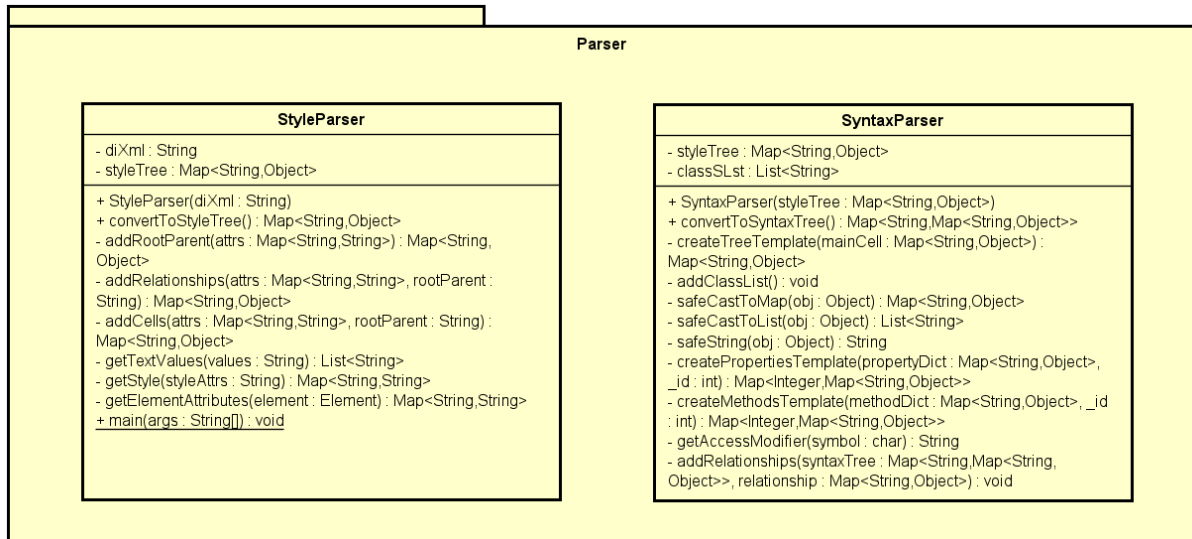 Parser
StyleParser
- diXml : String
- styleTree : Map<String,Object>
+ StyleParser(diXml : String)
+ convertToStyleTree() : Map<String,Object>
- addRootParent(attrs : Map<String,String>) : Map<String,
Object>
- addRelationships(attrs : Map<String,String>, rootParent :
String) : Map<String,Object>
- addCells(attrs : Map<String,String>, rootParent : String) :
Map<String,Object>
- getTextValues(values : String) : List<String>
- getStyle(styleAttrs : String) : Map<String,String>
- getElementAttributes(element : Element) : Map<String,String>
+ main(args : String[]) : void
SyntaxParser
- styleTree : Map<String,Object>
- classSLst : List<String>
+ SyntaxParser(styleTree : Map<String,Object>)
+ convertToSyntaxTree() : Map<String,Map<String,Object>>
- createTreeTemplate(mainCell : Map<String,Object>) :
Map<String,Object>
- addClassList() : void
- safeCastToMap(obj : Object) : Map<String,Object>
- safeCastToList(obj : Object) : List<String>
- safeString(obj : Object) : String
- createPropertiesTemplate(propertyDict : Map<String,Object>,
_id : int) : Map<Integer,Map<String,Object>>
- createMethodsTemplate(methodDict : Map<String,Object>, _id
: int) : Map<Integer,Map<String,Object>>
- getAccessModifier(symbol : char) : String
- addRelationships(syntaxTree : Map<String,Map<String,
Object>>, relationship : Map<String,Object>) : void